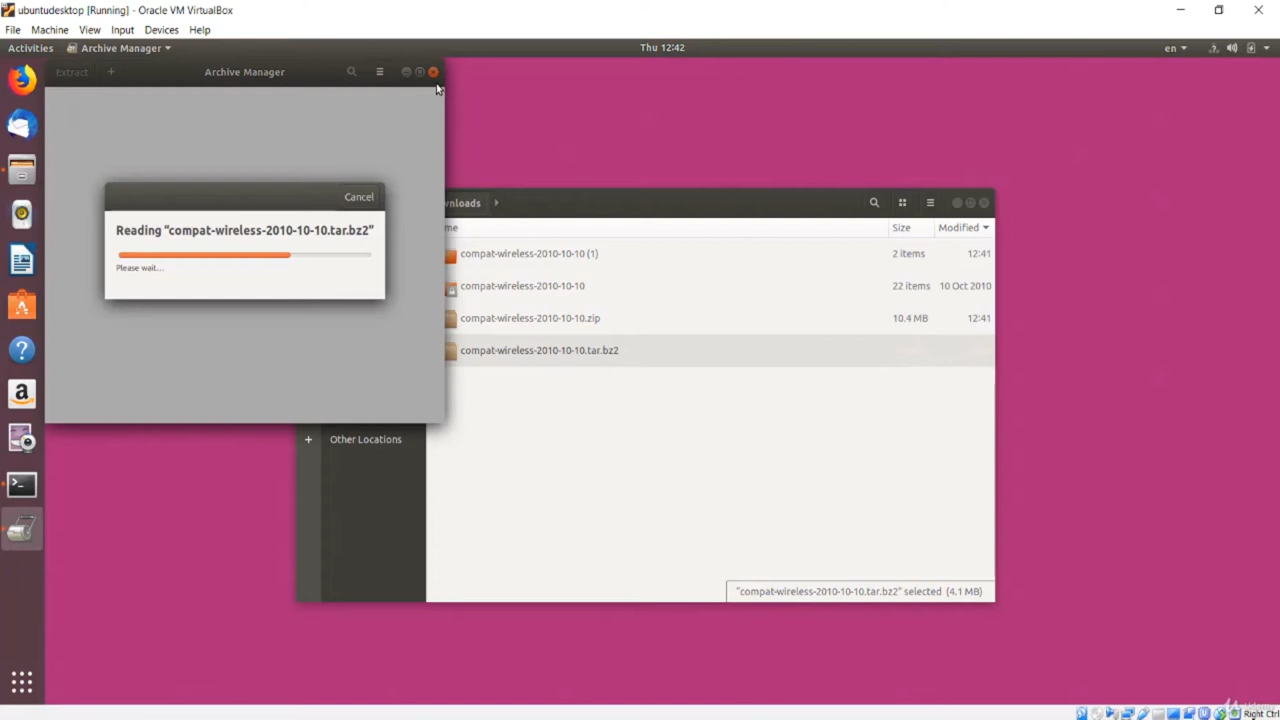 ubuntudesktop [Running] - Oracle VM VirtualBox
File Machine View Input Devices Help
Activities Archive Manager Thu 12:42 en
Extract + Archive Manager
Cancel
Reading “compat-wireless-2010-10-10.tar.bz2”
Please wait...
wnloads
me Size Modified
compat-wireless-2010-10-10 (1) 2 items 12:41
compat-wireless-2010-10-10 22 items 10 Oct 2010
compat-wireless-2010-10-10.zip 10.4 MB 12:41
compat-wireless-2010-10-10.tar.bz2
+ Other Locations
“compat-wireless-2010-10-10.tar.bz2” selected (4.1 MB)
Right Ctrl